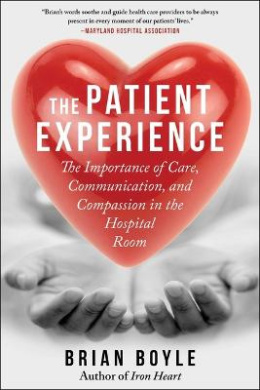 "Brian's words soothe and guide health care providers to be always
present in every moment of our patients' lives."
—MARYLAND HOSPITAL ASSOCIATION
THE PATIENT
EXPERIENCE
The Importance of Care,
Communication, and
Compassion in the
Hospital
Room
BRIAN BOYLE
Author of Iron Heart